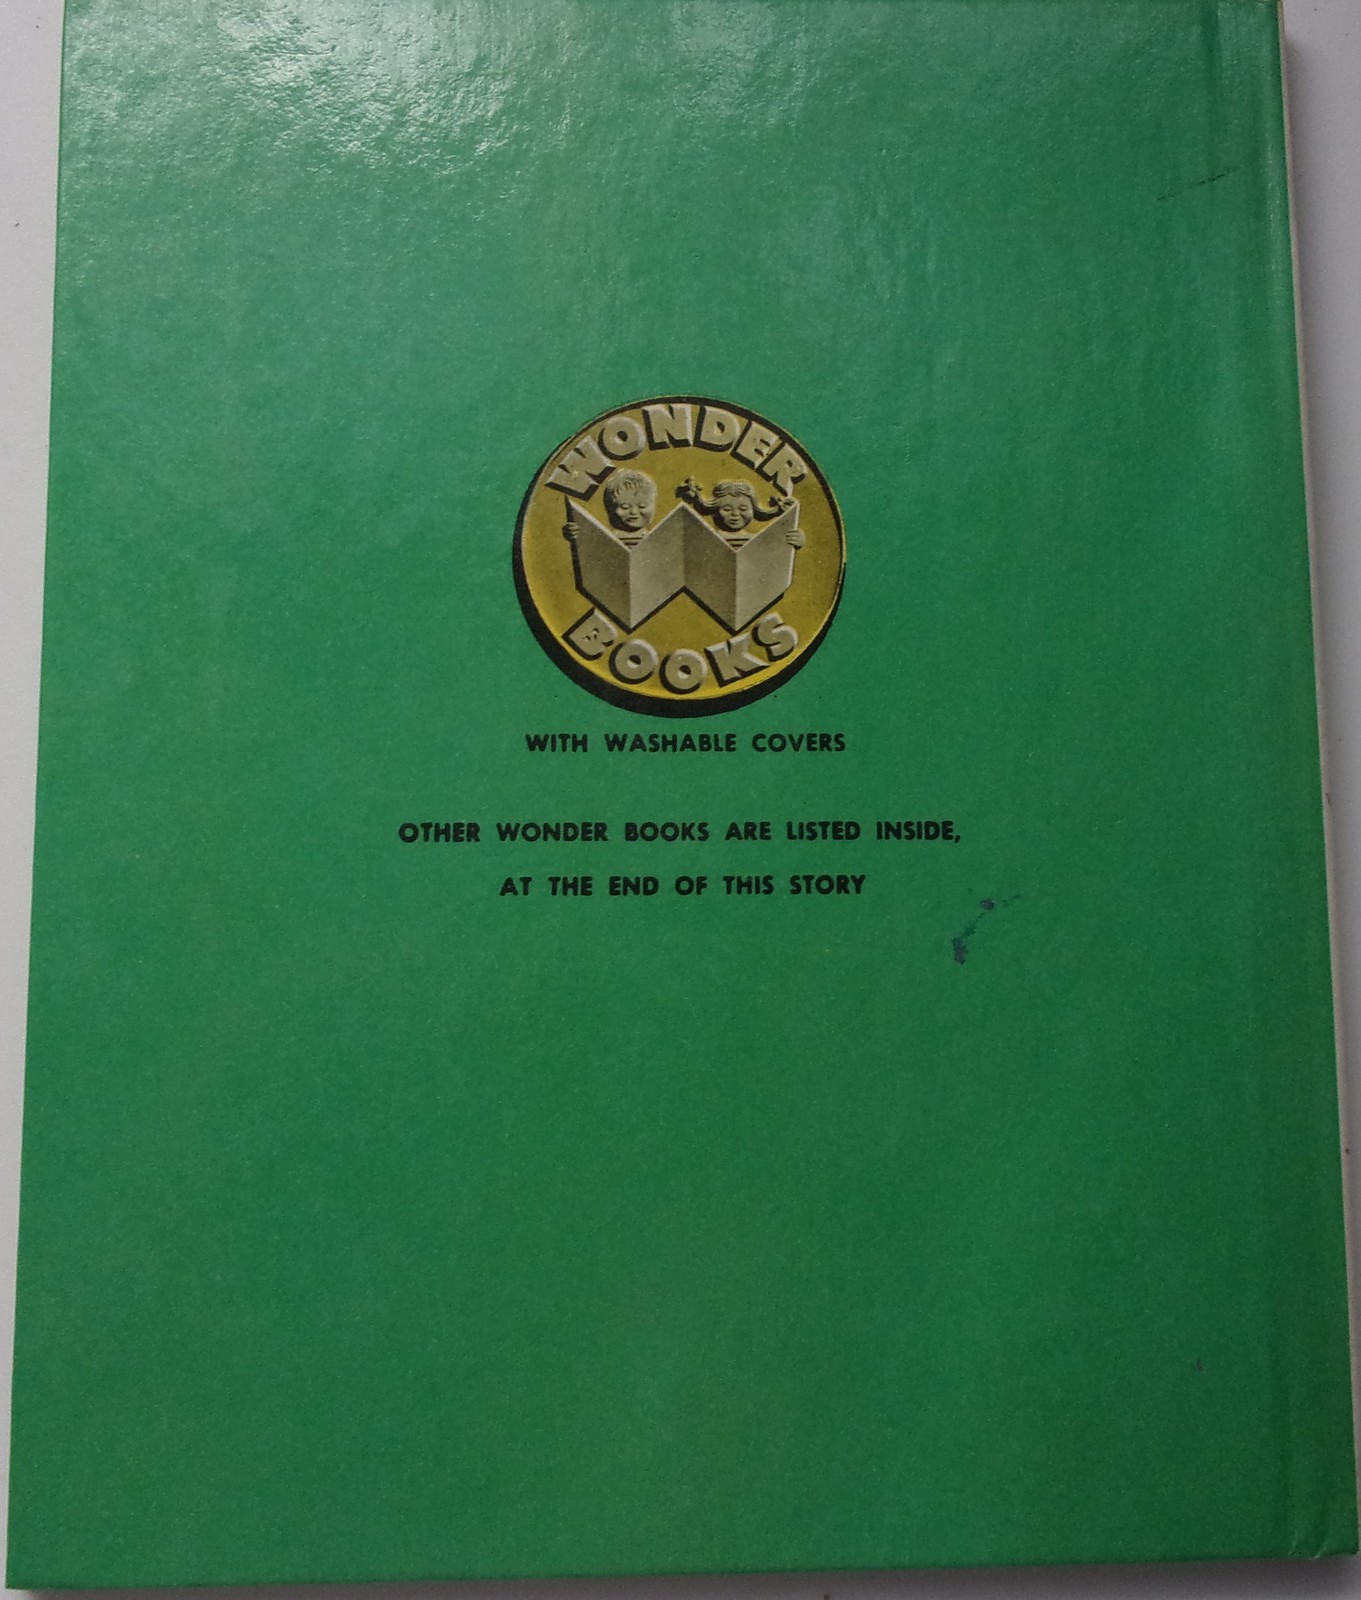 WONDER
BOOKS
WITH WASHABLE COVERS
OTHER WONDER BOOKS ARE LISTED INSIDE,
AT THE END OF THIS STORY